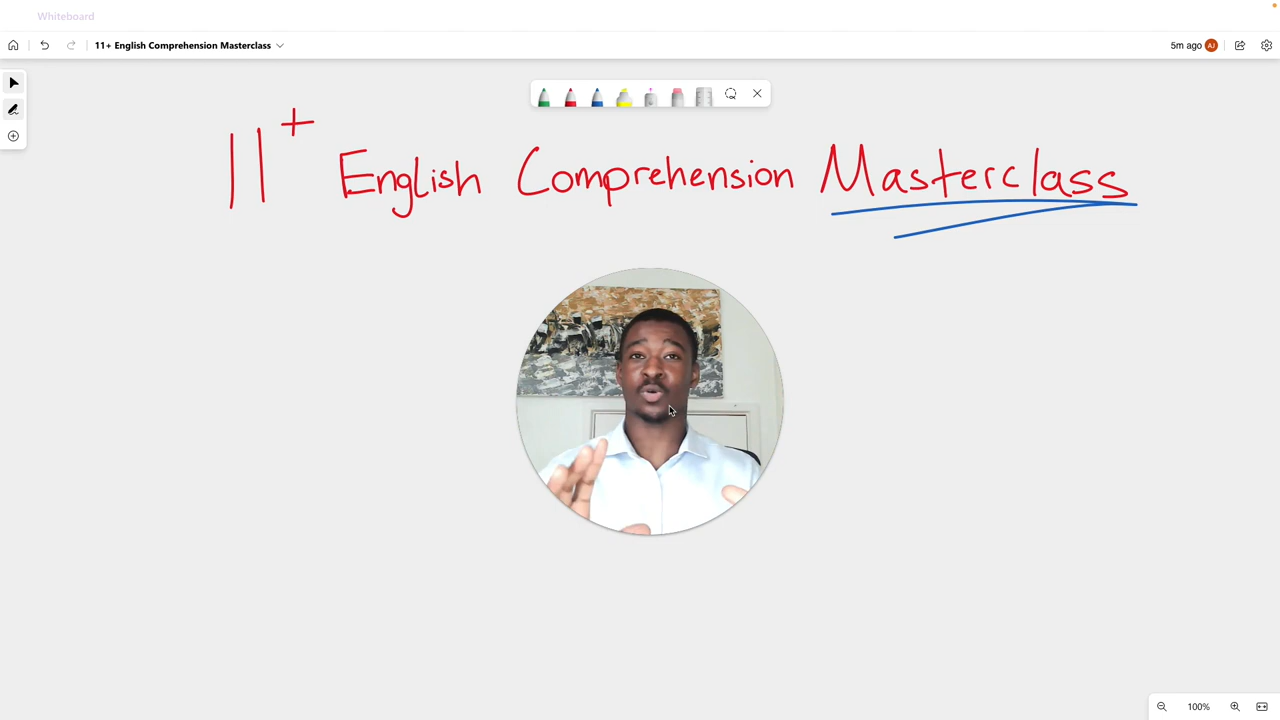 Whiteboard
11+ English Comprehension Masterclass
5m ago AJ
11+ English Comprehension Masterclass
100%